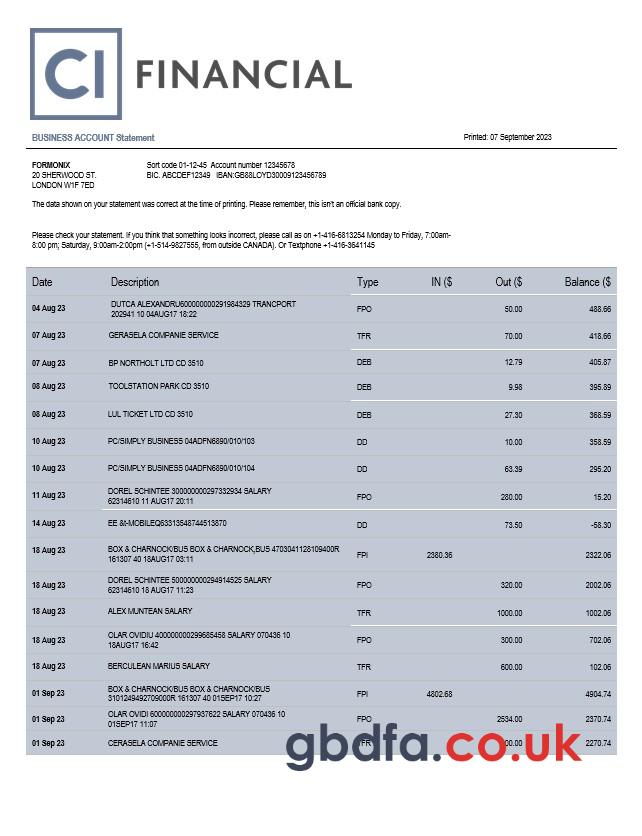 CI FINANCIAL
BUSINESS ACCOUNT Statement Printed: 07 September 2023
FORMONIX Sort code 01-12-45 Account number 12345678
20 SHERWOOD ST. BIC. ABCDEF12349 IBAN:GB88LOYD30009123456789
LONDON W1F 7ED
The data shown on your statement was correct at the time of printing. Please remember, this isn't an official bank copy.
Please check your statement. If you think that something looks incorrect, please call as on +1-416-6813254 Monday to Friday, 7:00am-
8:00 pm; Saturday, 9:00am-2:00pm (+1-514-9827555, from outside CANADA). Or Textphone +1-416-3641145
Date Description Type IN ($ Out ($ Balance ($
04 Aug 23 DUTCA ALEXANDRU600000000291984329 TRANCPORT
202941 10 04AUG17 18:22 FPO 50.00 488.66
07 Aug 23 GERASELA COMPANIE SERVICE TFR 70.00 418.66
07 Aug 23 BP NORTHOLT LTD CD 3510 DEB 12.79 405.87
08 Aug 23 TOOLSTATION PARK CD 3510 DEB 9.98 395.89
08 Aug 23 LUL TICKET LTD CD 3510 DEB 27.30 368.59
10 Aug 23 PC/SIMPLY BUSINESS 04ADFN6890/010/103 DD 10.00 358.59
10 Aug 23 PC/SIMPLY BUSINESS 04ADFN6890/010/104 DD 63.39 295.20
11 Aug 23 DOREL SCHINTEE 300000000297332934 SALARY
62314610 11 AUG17 20:11 FPO 280.00 15.20
14 Aug 23 EE &t-MOBILEQ63313548744513870 DD 73.50 -58.30
18 Aug 23 BOX & CHARNOCK/BUS BOX & CHARNOCK,BUS 4703041128109400R
161307 40 18AUG17 03:11 FPI 2380.36 2322.06
18 Aug 23 DOREL SCHINTEE 500000000294914525 SALARY
62314610 18 AUG17 11:23 FPO 320.00 2002.06
18 Aug 23 ALEX MUNTEAN SALARY TFR 1000.00 1002.06
18 Aug 23 OLAR OVIDIU 400000000299685458 SALARY 070436 10
18AUG17 16:42 FPO 300.00 702.06
18 Aug 23 BERCULEAN MARIUS SALARY TFR 600.00 102.06
01 Sep 23 BOX & CHARNOCK/BUS BOX & CHARNOCK/BUS
3101249492709000R 161307 40 01SEP17 10:27 FPI 4802.68 4904.74
01 Sep 23 OLAR OVIDI 600000000297937622 SALARY 070436 10
01SEP17 11:07 FPO 2534.00 2370.74
01 Sep 23 CERASELA COMPANIE SERVICE TFR 2270.74
gbdfa.co.uk